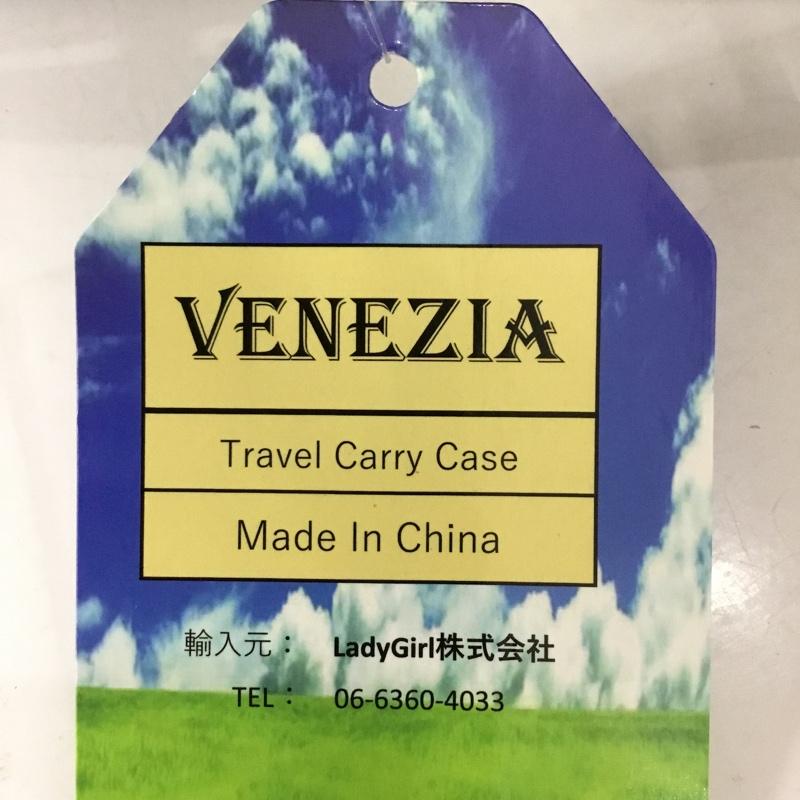 VENEZIA
Travel Carry Case
Made In China
輸入元： LadyGirl株式会社
TEL： 06-6360-4033